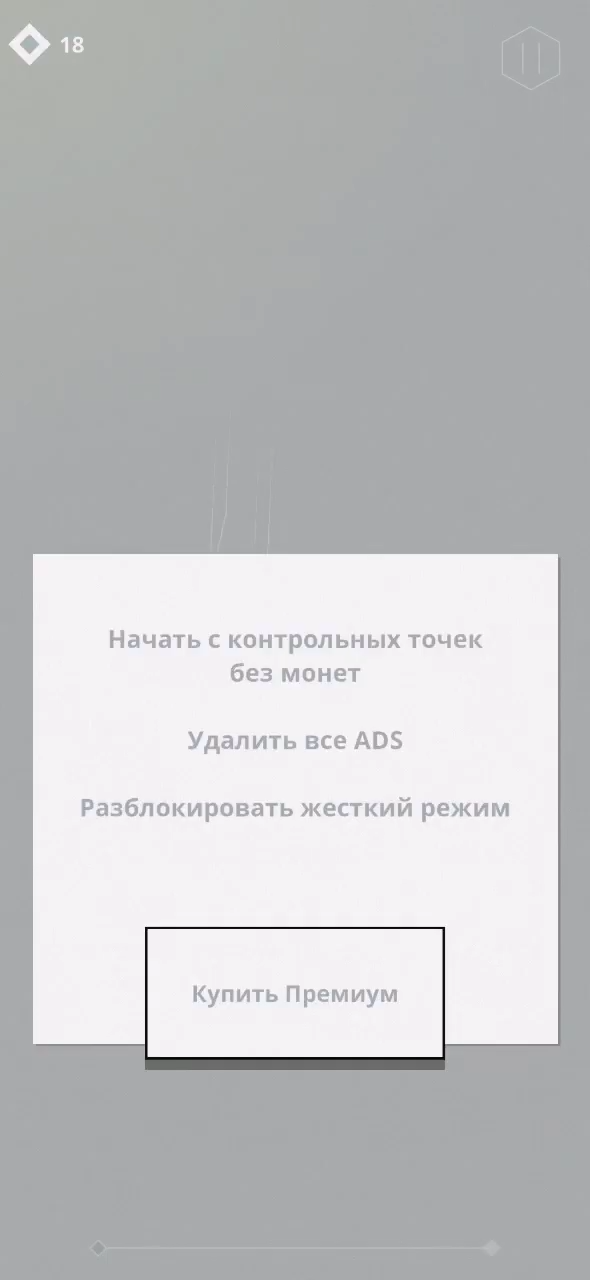 18
Начать с контрольных точек
без монет
Удалить все ADS
Разблокировать жесткий режим
Купить Премиум